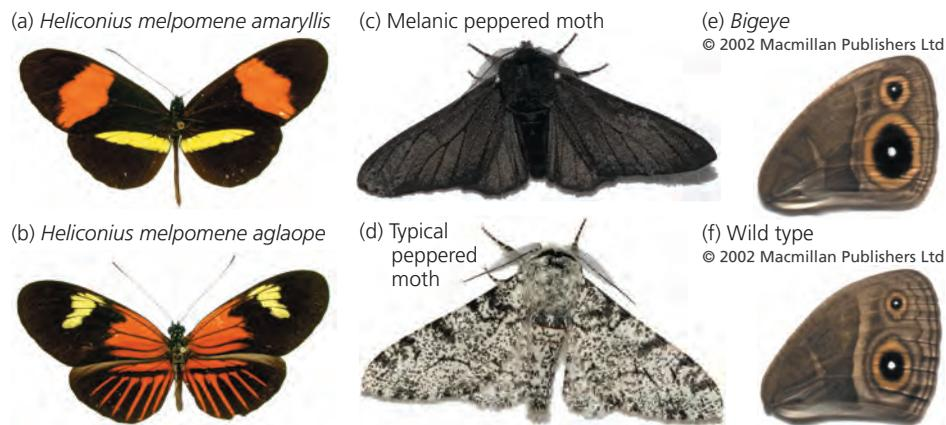 (a) Heliconius melpomene amaryllis
(b) Heliconius melpomene aglaope
(c) Melanic peppered moth
(d) Typical
peppered
moth
(e) Bigeye
© 2002 Macmillan Publishers Ltd
(f) Wild type
© 2002 Macmillan Publishers Ltd